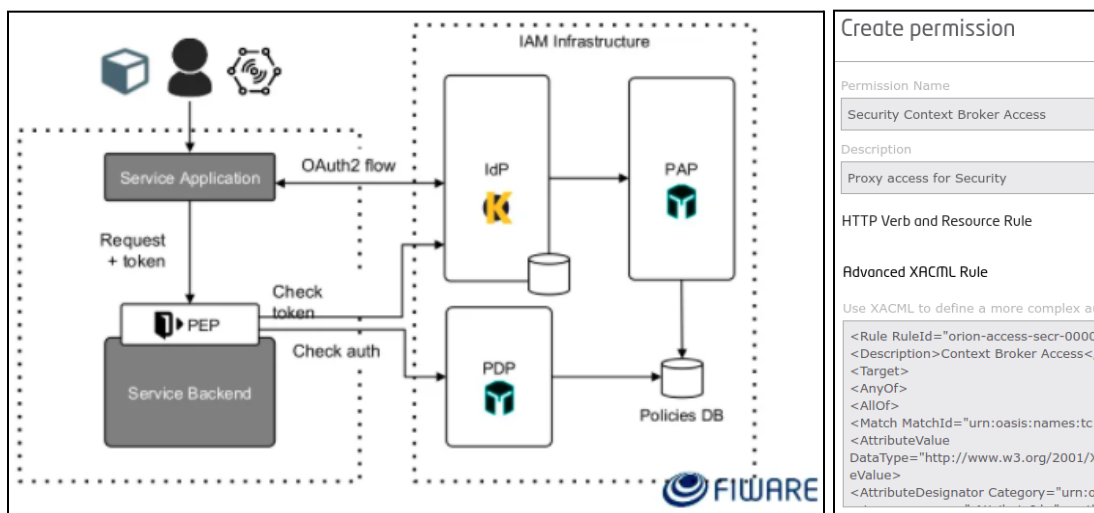 IAM Infrastructure
Service Application
OAuth2 flow
IdP
PAP
Request
+ token
Check
token
PEP
Check auth
Service Backend
PDP
Policies DB
FIWARE
Create permission
Permission Name
Security Context Broker Access
Description
Proxy access for Security
HTTP Verb and Resource Rule
Advanced XACML Rule
Use XACML to define a more complex au
<Rule RuleId="orion-access-secr-0000
<Description>Context Broker Access<
<Target>
<AnyOf>
<AllOf>
<Match MatchId="urn:oasis:names:tc
<AttributeValue
DataType="http://www.w3.org/2001/X
eValue>
<AttributeDesignator Category="urn:o